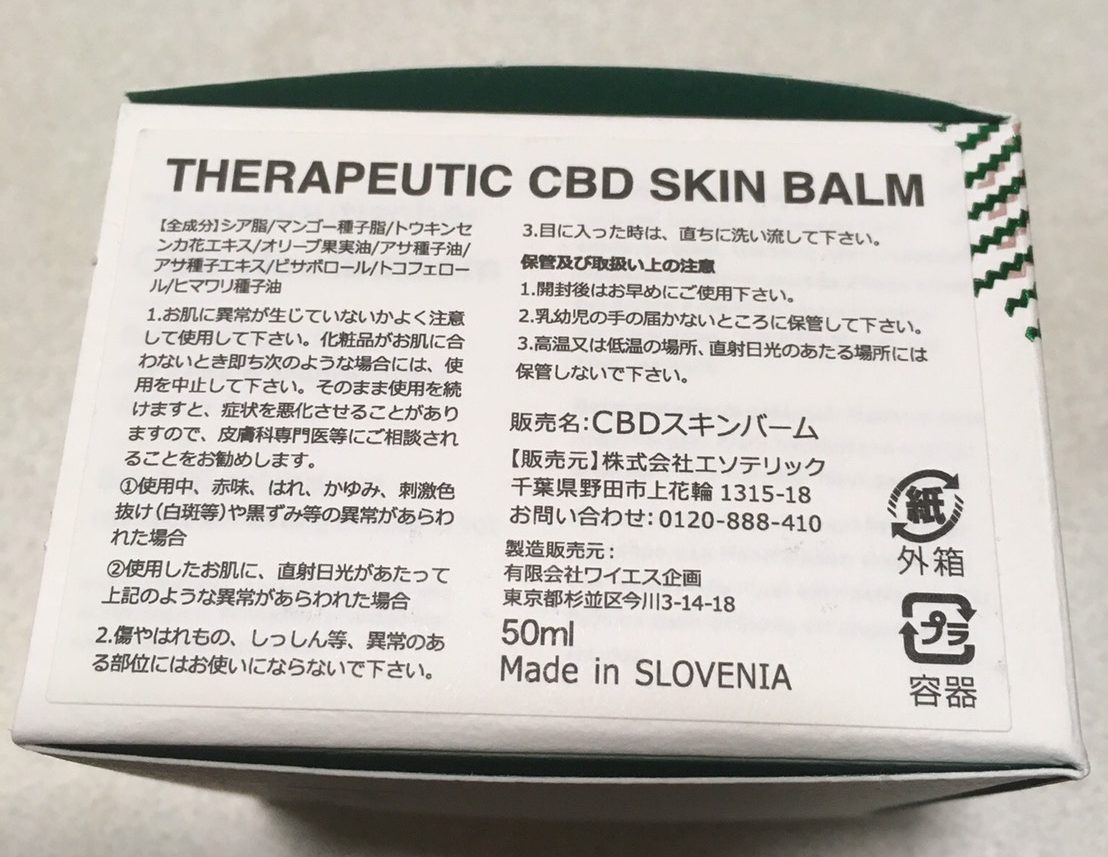 THERAPEUTIC CBD SKIN BALM
【全成分】シア脂/マンゴー種子脂/トウキンセ
ンカ花エキス/オリーブ果実油/アサ種子油/
アサ種子エキス/ビサボロール/トコフェロー
ル/ヒマワリ種子油
1.お肌に異常が生じていないかよく注意
して使用して下さい。化粧品がお肌に合
わないとき即ち次のような場合には、使
用を中止して下さい。そのまま使用を続
けますと、症状を悪化させることがあり
ますので、皮膚科専門医等にご相談され
ることをお勧めします。
①使用中、赤味、はれ、かゆみ、刺激色
抜け(白斑等)や黒ずみ等の異常があらわ
れた場合
②使用したお肌に、直射日光があたって
上記のような異常があらわれた場合
2.傷やはれもの、しっしん等、異常のあ
る部位にはお使いにならないで下さい。
3.目に入った時は、直ちに洗い流して下さい。
保管及び取扱い上の注意
1.開封後はお早めにご使用下さい。
2.乳幼児の手の届かないところに保管して下さい。
3.高温又は低温の場所、直射日光のあたる場所には
保管しないで下さい。
販売名:CBDスキンバーム
【販売元】株式会社エソテリック
千葉県野田市上花輪1315-18
お問い合わせ:0120-888-410
製造販売元:
有限会社ワイエス企画
東京都杉並区今川3-14-18
50ml
Made in SLOVENIA
紙
外箱
プラ
容器